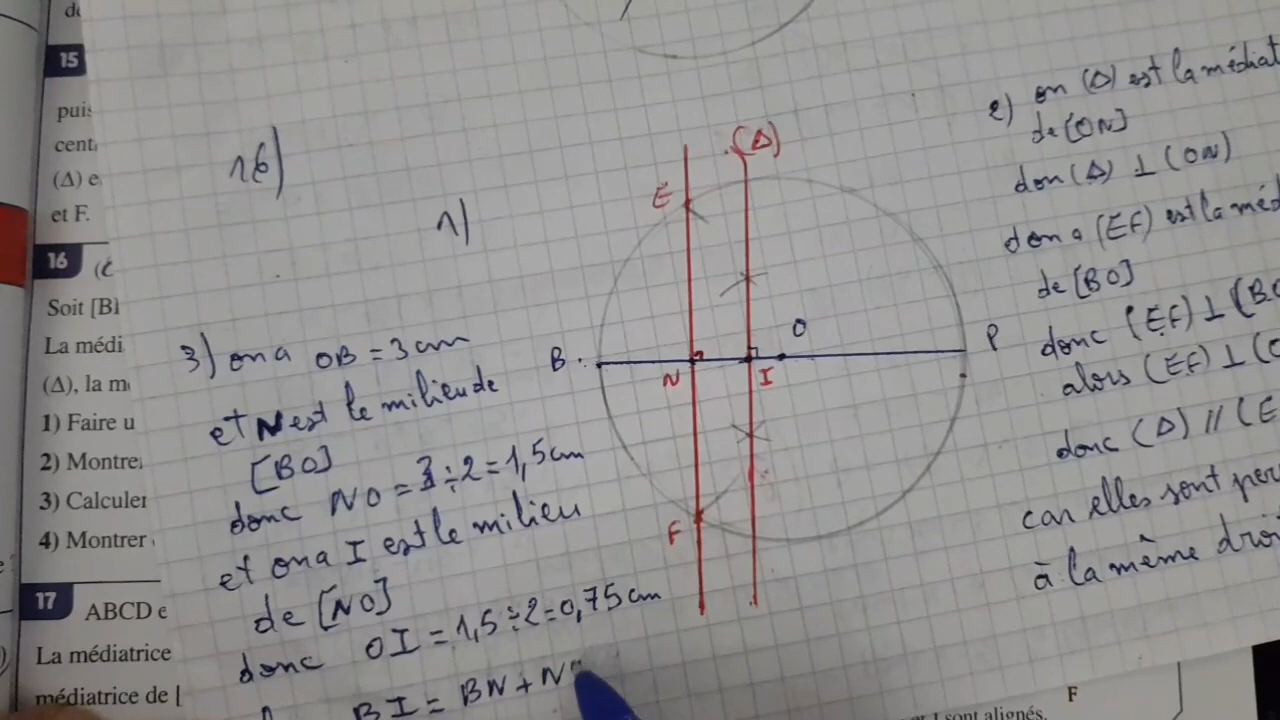 15
puis
cent
(Δ) e
et F.
16
Soit [B
La médi
(Δ), la m
1) Faire u
2) Montre
3) Calculer
4) Montrer
17 ABCD e
La médiatrice
médiatrice de [
16)
1)
3) on a OB = 3 cm
et N est le milieu de
[BO]
donc NO = 3 ÷ 2 = 1,5 cm
et on a I est le milieu
de [NO]
donc OI = 1,5 ÷ 2 = 0,75 cm
BI = BN + N
(Δ)
E
B
N
I
O
P
F
2) on (Δ) est la médiat
de [ON]
don (Δ) ⊥ (ON)
don a (EF) est la méd
de [BO]
donc (EF) ⊥ (BO
alors (EF) ⊥ (O
donc (Δ) // (E
car elles sont per
à la même droi
F
sont alignés.